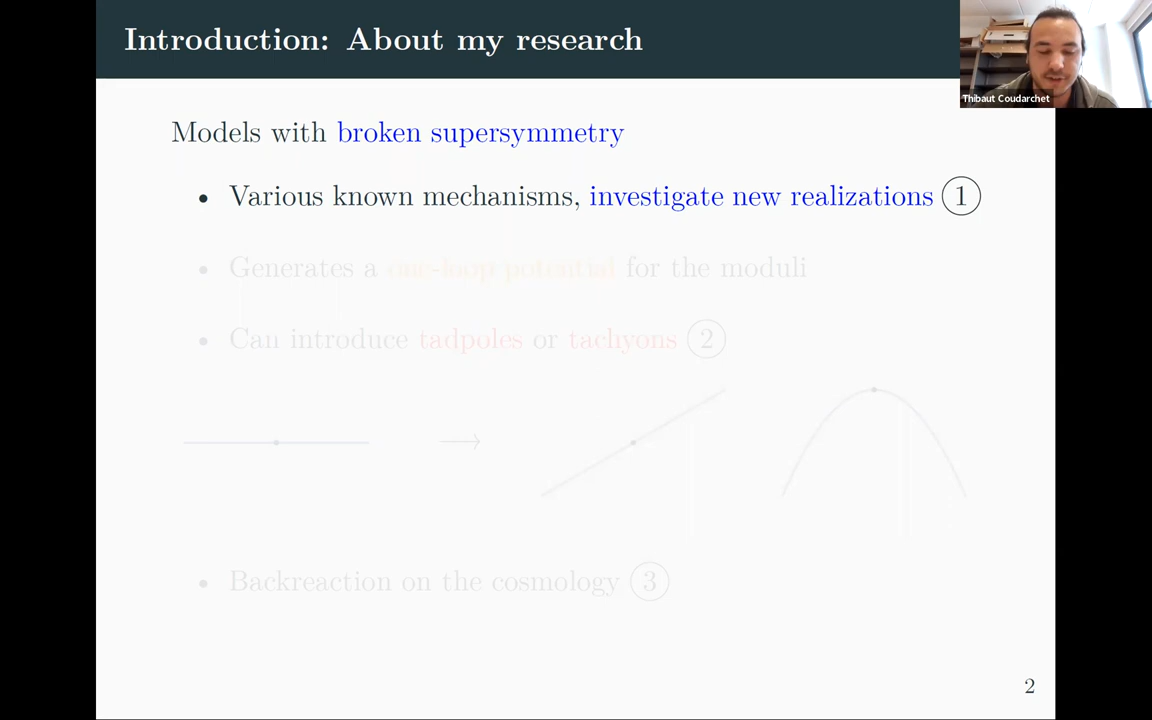 Introduction: About my research
Thibaut Coudarchet
Models with broken supersymmetry
• Various known mechanisms, investigate new realizations 1
• Generates a one-loop potential for the moduli
• Can introduce tadpoles or tachyons 2
• Backreaction on the cosmology 3
2